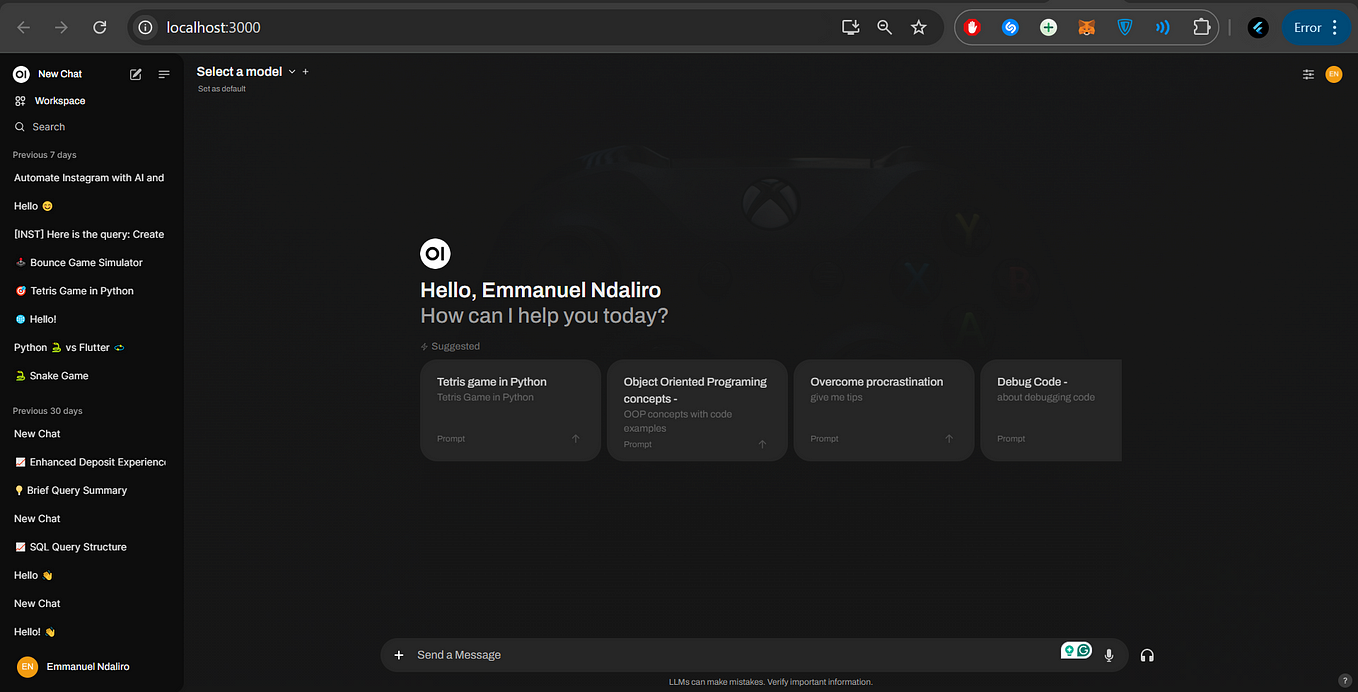 localhost:3000
Error
OI New Chat
Workspace
Search
Previous 7 days
Automate Instagram with AI and
Hello 😊
[INST] Here is the query: Create
🕹️ Bounce Game Simulator
🎯 Tetris Game in Python
🌐 Hello!
Python 🐍 vs Flutter 🐟
🐍 Snake Game
Previous 30 days
New Chat
📈 Enhanced Deposit Experience
💡 Brief Query Summary
New Chat
📈 SQL Query Structure
Hello 👋
New Chat
Hello! 👋
EN Emmanuel Ndaliro
Select a model
Set as default
EN
OI
Hello, Emmanuel Ndaliro
How can I help you today?
Suggested
Tetris game in Python
Tetris Game in Python
Prompt
Object Oriented Programing
concepts -
OOP concepts with code
examples
Prompt
Overcome procrastination
give me tips
Prompt
Debug Code -
about debugging code
Prompt
Y
X
B
A
+ Send a Message
LLMs can make mistakes. Verify important information.
?